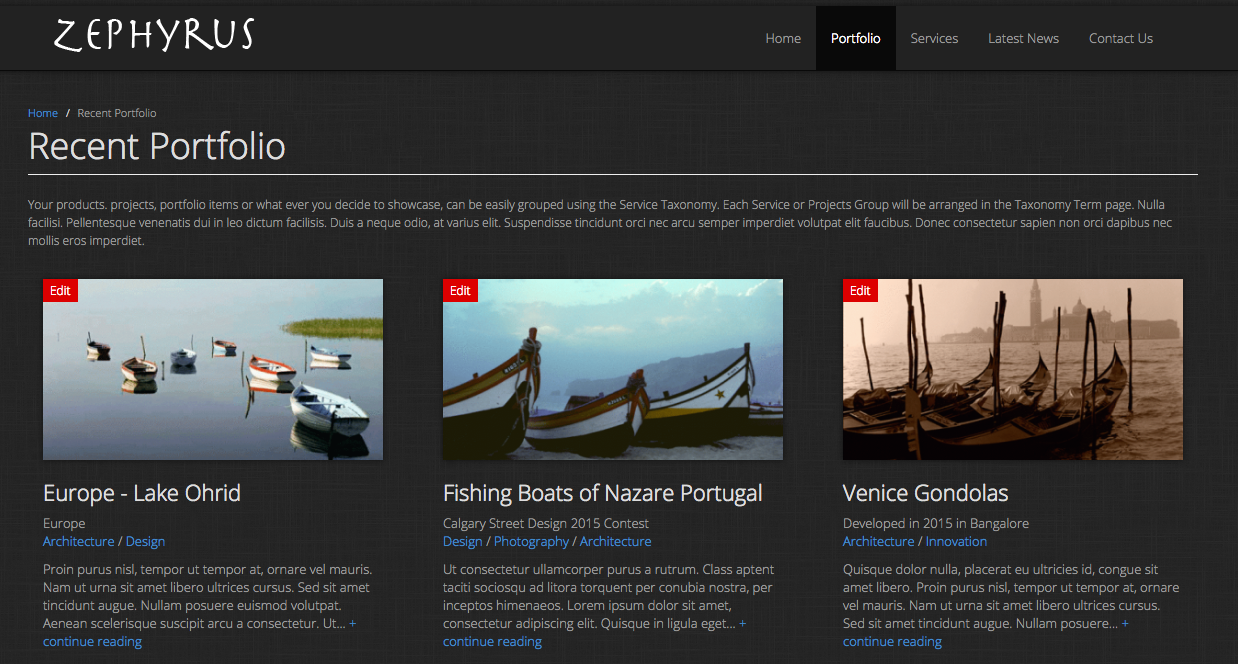 ZEPHYRUS
Home Portfolio Services Latest News Contact Us
Home / Recent Portfolio
Recent Portfolio
Your products. projects, portfolio items or what ever you decide to showcase, can be easily grouped using the Service Taxonomy. Each Service or Projects Group will be arranged in the Taxonomy Term page. Nulla
facilisi. Pellentesque venenatis dui in leo dictum facilisis. Duis a neque odio, at varius elit. Suspendisse tincidunt orci nec arcu semper imperdiet volutpat elit faucibus. Donec consectetur sapien non orci dapibus nec
mollis eros imperdiet.
Edit
Europe - Lake Ohrid
Europe
Architecture / Design
Proin purus nisl, tempor ut tempor at, ornare vel mauris.
Nam ut urna sit amet libero ultrices cursus. Sed sit amet
tincidunt augue. Nullam posuere euismod volutpat.
Aenean scelerisque suscipit arcu a consectetur. Ut... +
continue reading
Edit
Fishing Boats of Nazare Portugal
Calgary Street Design 2015 Contest
Design / Photography / Architecture
Ut consectetur ullamcorper purus a rutrum. Class aptent
taciti sociosqu ad litora torquent per conubia nostra, per
inceptos himenaeos. Lorem ipsum dolor sit amet,
consectetur adipiscing elit. Quisque in ligula eget... +
continue reading
Edit
Venice Gondolas
Developed in 2015 in Bangalore
Architecture / Innovation
Quisque dolor nulla, placerat eu ultricies id, congue sit
amet libero. Proin purus nisl, tempor ut tempor at, ornare
vel mauris. Nam ut urna sit amet libero ultrices cursus.
Sed sit amet tincidunt augue. Nullam posuere... +
continue reading